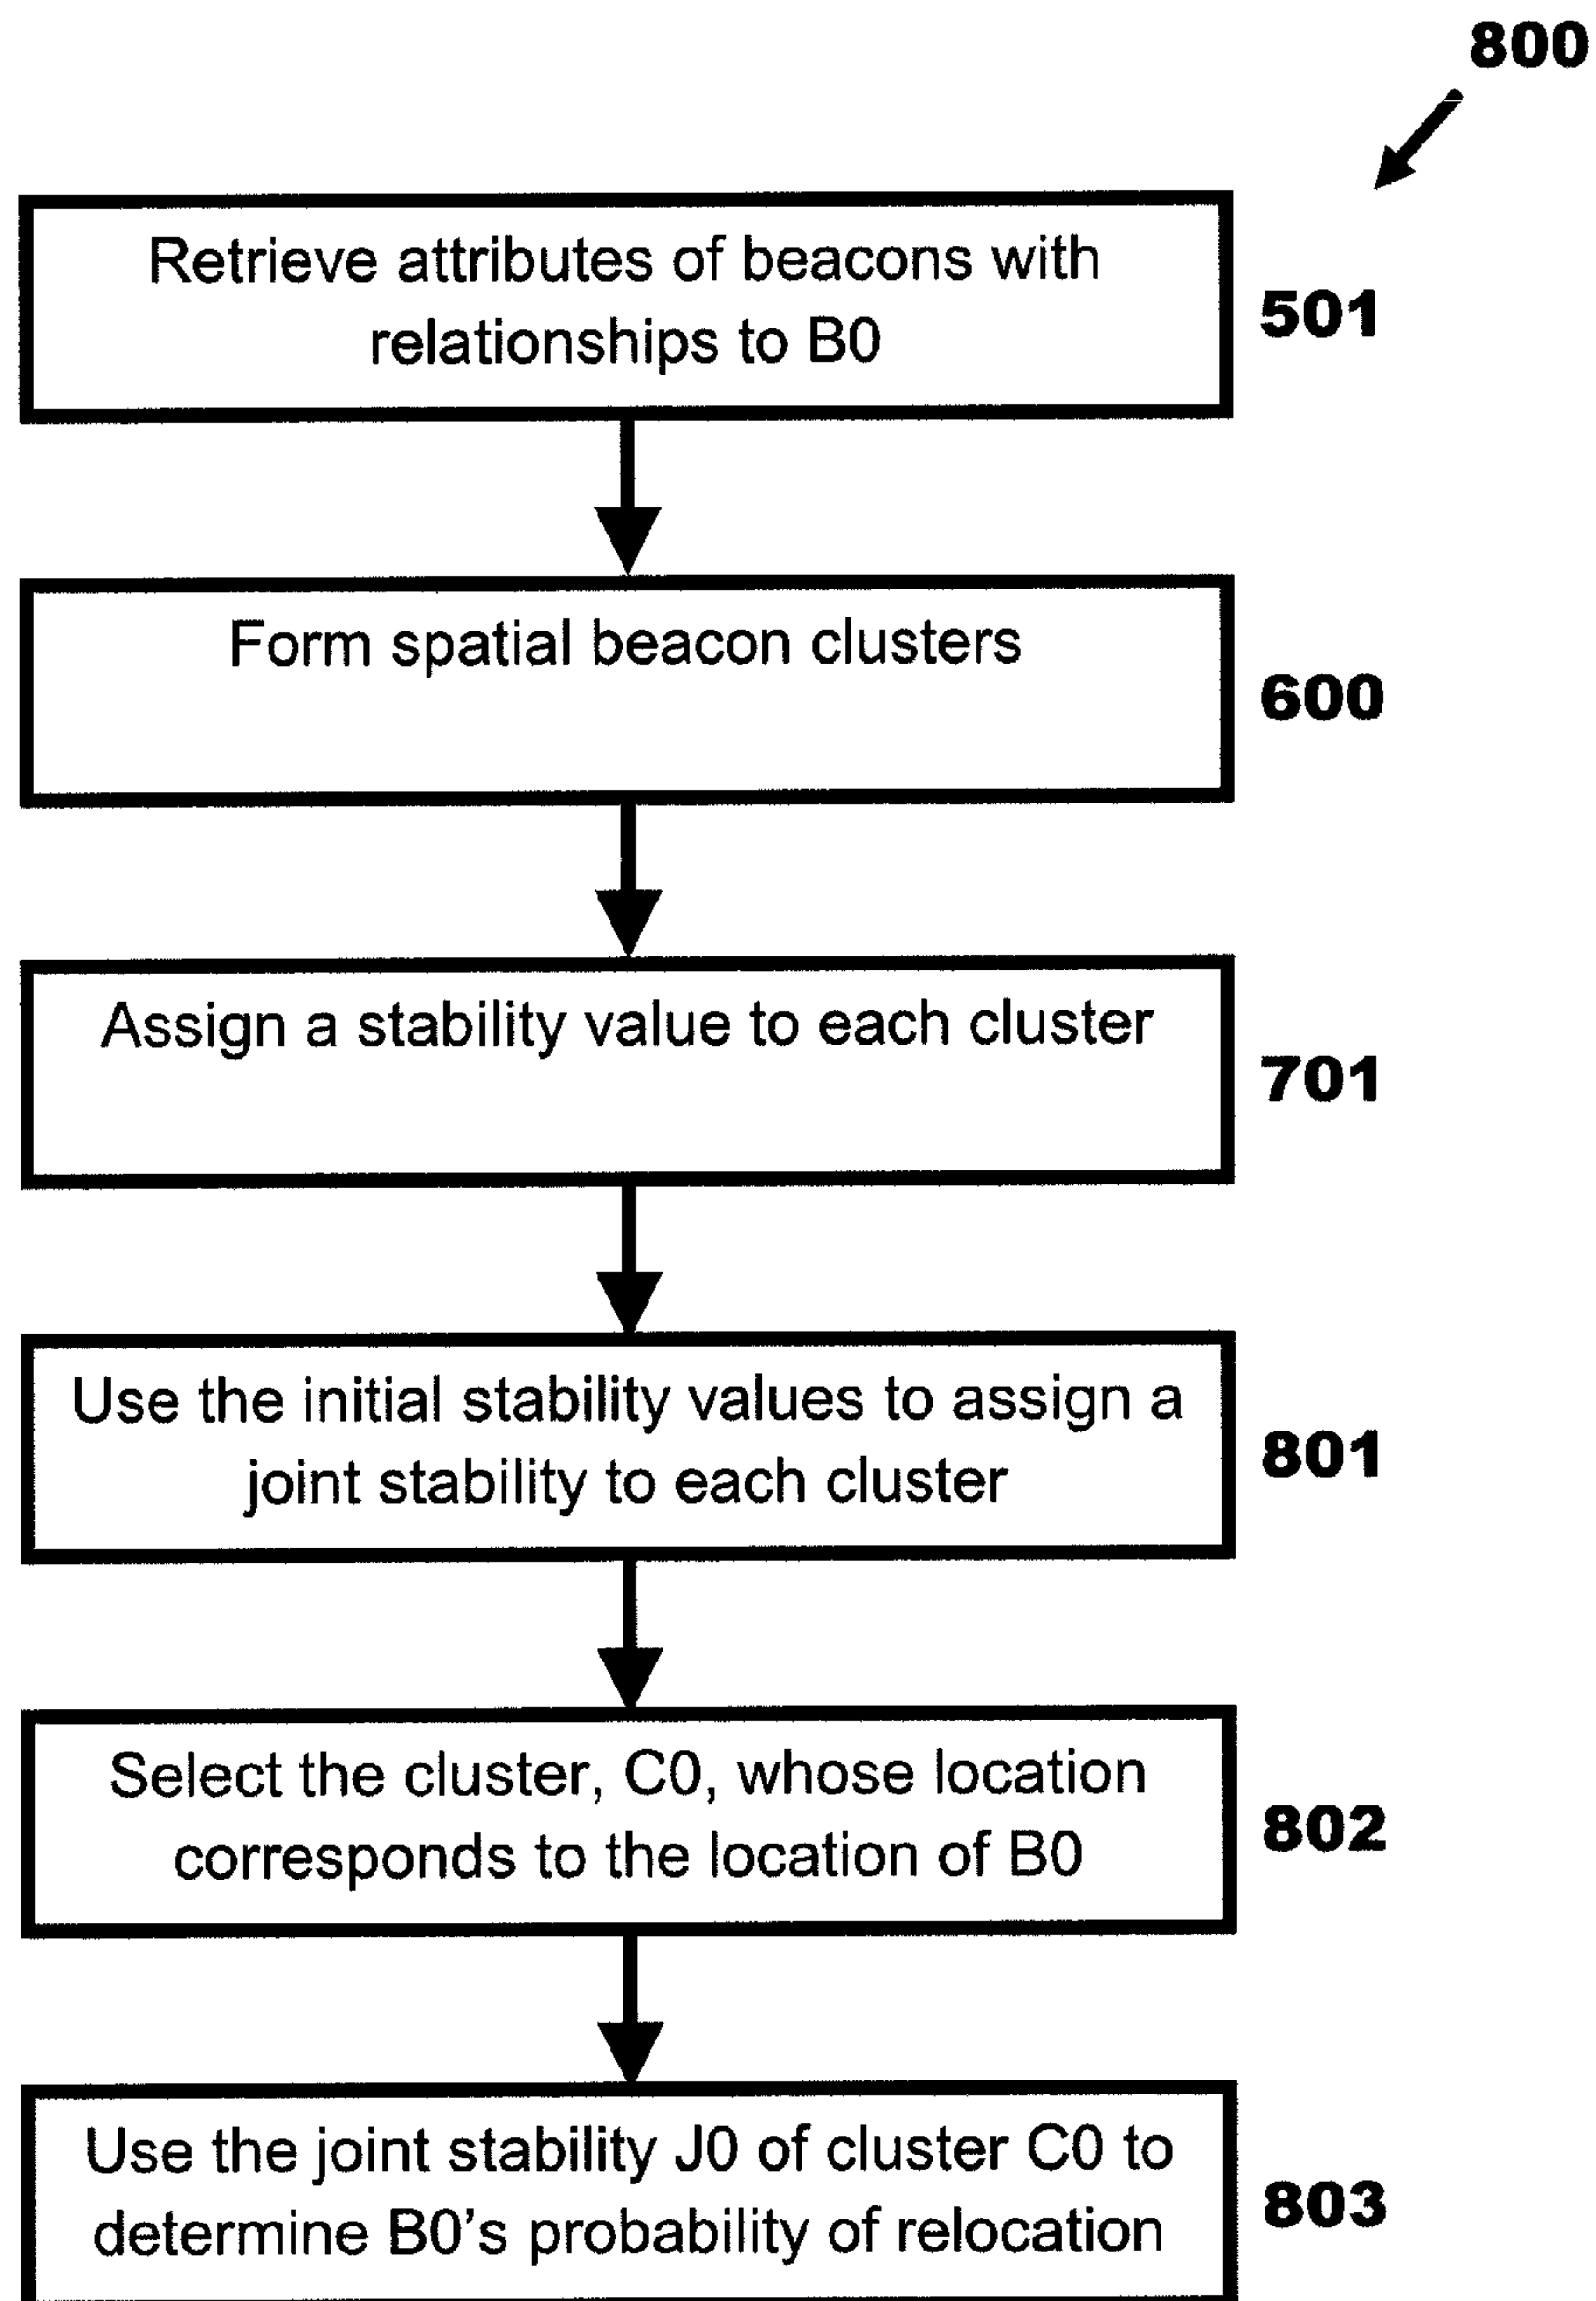 800
Retrieve attributes of beacons with
relationships to B0
501
Form spatial beacon clusters
600
Assign a stability value to each cluster
701
Use the initial stability values to assign a
joint stability to each cluster
801
Select the cluster, C0, whose location
corresponds to the location of B0
802
Use the joint stability J0 of cluster C0 to
determine B0's probability of relocation
803